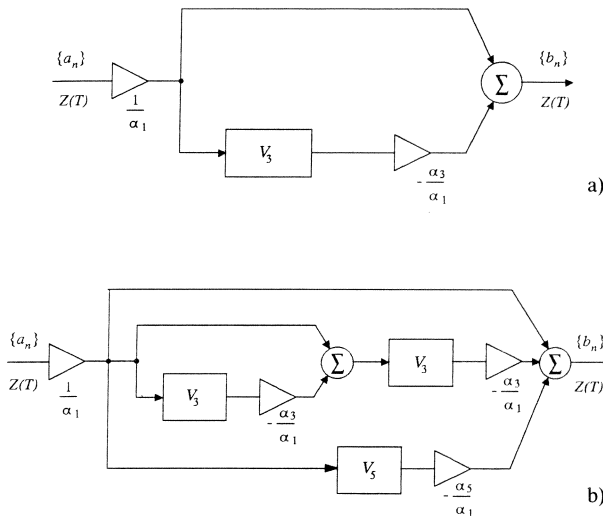 {a_n}
Z(T)
1
α_1
V_3
- α_3
α_1
Σ
{b_n}
Z(T)
a)
{a_n}
Z(T)
1
α_1
V_3
- α_3
α_1
Σ
V_3
- α_3
α_1
Σ
{b_n}
Z(T)
V_5
- α_5
α_1
b)